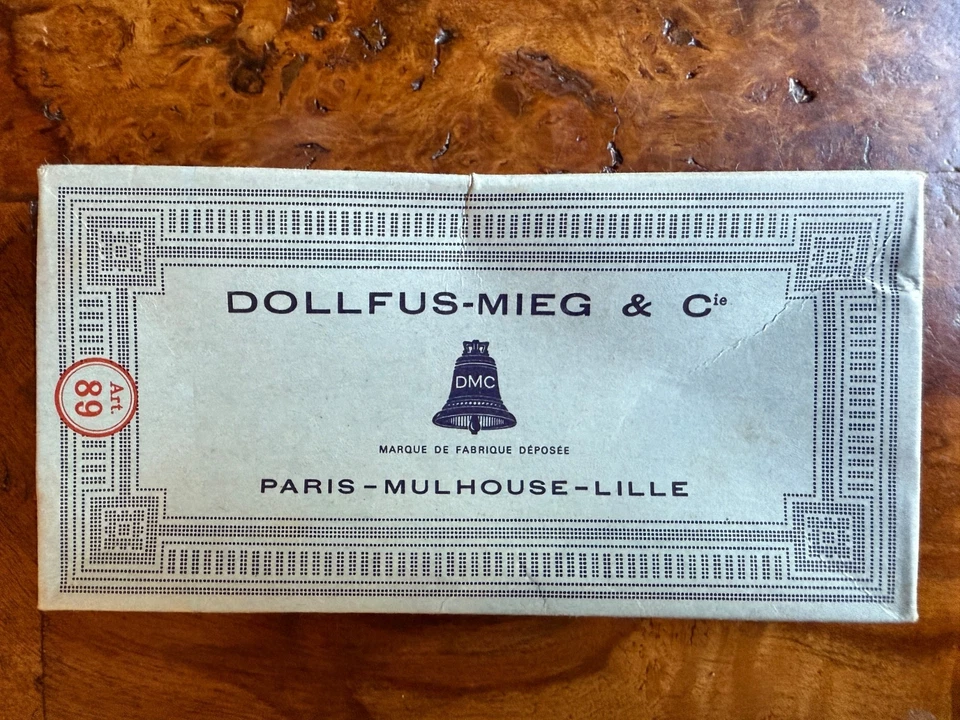 DOLLFUS-MIEG & Cie
DMC
MARQUE DE FABRIQUE DÉPOSÉE
PARIS-MULHOUSE-LILLE
Art.
89